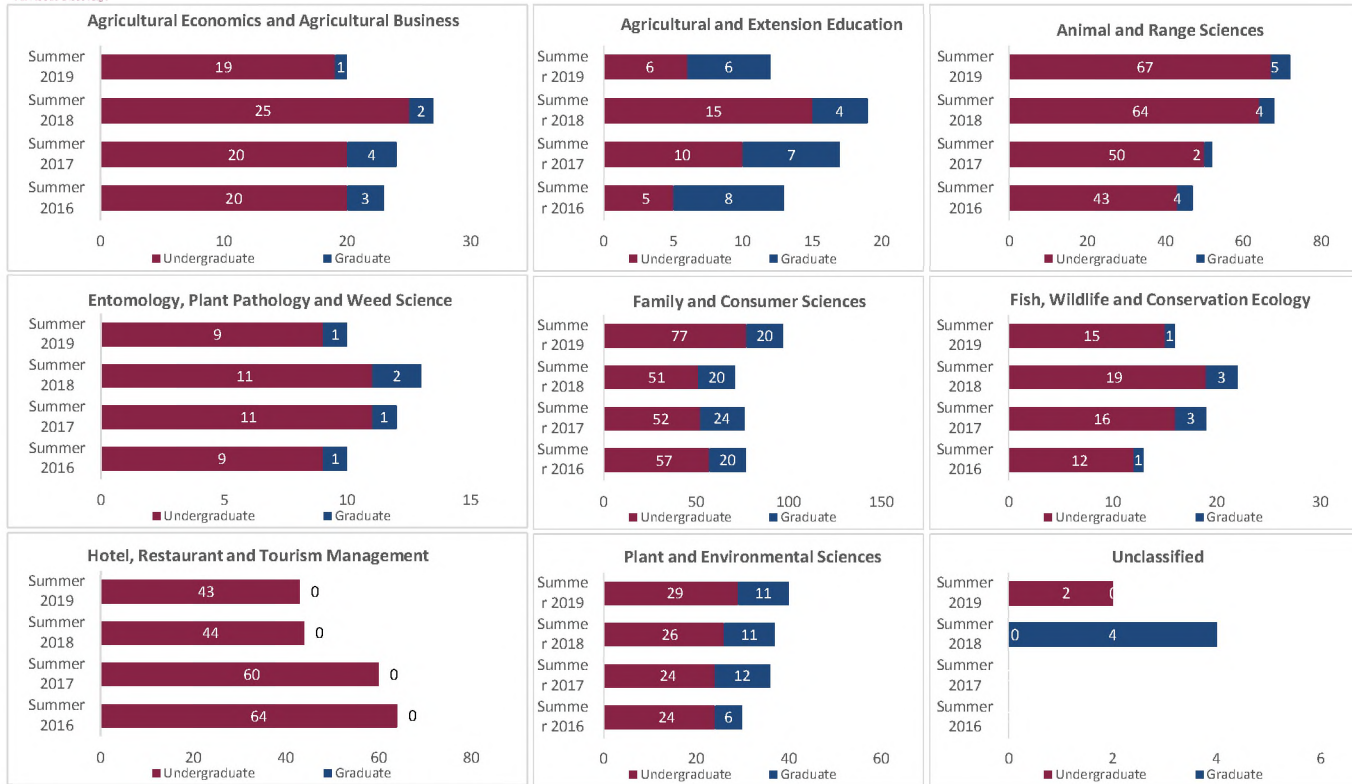 Agricultural Economics and Agricultural Business
Summer
2019
19
1
Summer
2018
25
2
Summer
2017
20
4
Summer
2016
20
3
0
10
20
30
Undergraduate
Graduate
Agricultural and Extension Education
Summe
r 2019
6
6
Summe
r 2018
15
4
Summe
r 2017
10
7
Summe
r 2016
5
8
0
5
10
15
20
Undergraduate
Graduate
Animal and Range Sciences
Summer
2019
67
5
Summer
2018
64
4
Summer
2017
50
2
Summer
2016
43
4
0
20
40
60
80
Undergraduate
Graduate
Entomology, Plant Pathology and Weed Science
Summer
2019
9
1
Summer
2018
11
2
Summer
2017
11
1
Summer
2016
9
1
0
5
10
15
Undergraduate
Graduate
Family and Consumer Sciences
Summe
r 2019
77
20
Summe
r 2018
51
20
Summe
r 2017
52
24
Summe
r 2016
57
20
0
50
100
150
Undergraduate
Graduate
Fish, Wildlife and Conservation Ecology
Summer
2019
15
1
Summer
2018
19
3
Summer
2017
16
3
Summer
2016
12
1
0
10
20
30
Undergraduate
Graduate
Hotel, Restaurant and Tourism Management
Summer
2019
43
0
Summer
2018
44
0
Summer
2017
60
0
Summer
2016
64
0
0
20
40
60
80
Undergraduate
Graduate
Plant and Environmental Sciences
Summe
r 2019
29
11
Summe
r 2018
26
11
Summe
r 2017
24
12
Summe
r 2016
24
6
0
20
40
60
Undergraduate
Graduate
Unclassified
Summer
2019
2
0
Summer
2018
0
4
Summer
2017
Summer
2016
0
2
4
6
Undergraduate
Graduate